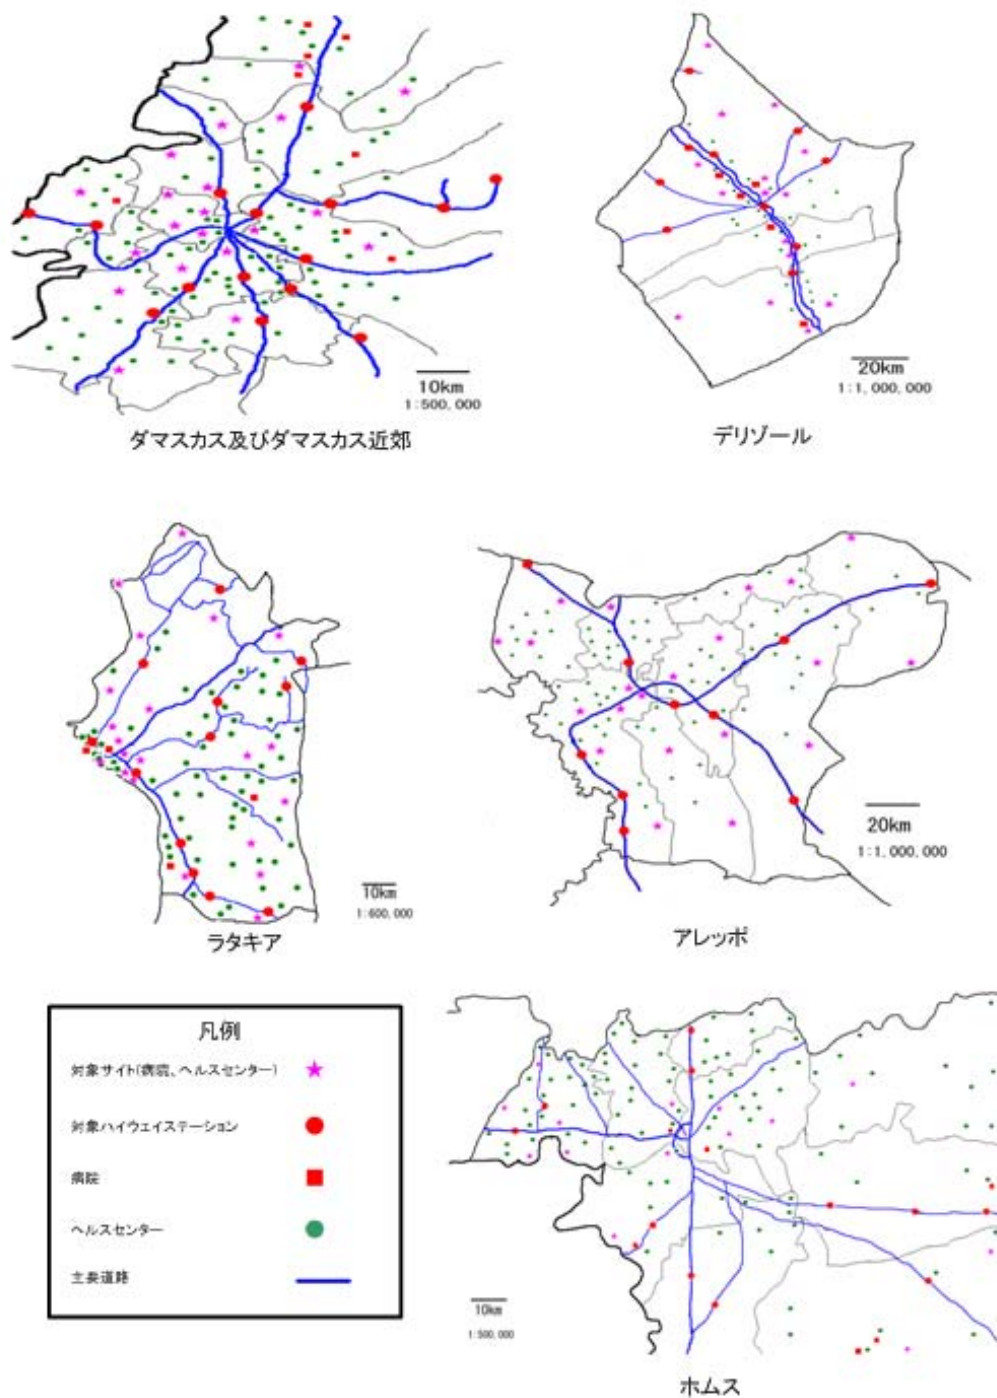 10km
1:500,000
ダマスカス及びダマスカス近郊
20km
1:1,000,000
デリゾール
10km
1:600,000
ラタキア
20km
1:1,000,000
アレッポ
凡例
対象サイト(病院、ヘルスセンター)
対象ハイウェイステーション
病院
ヘルスセンター
主要道路
10km
1:500,000
ホムス